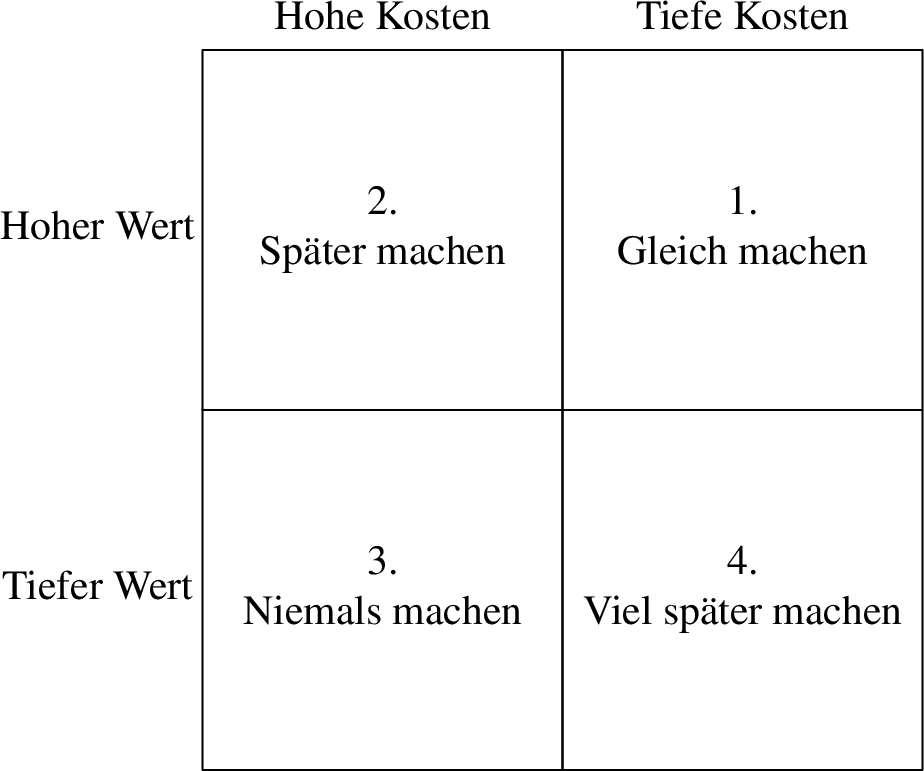 Hohe Kosten
Tiefe Kosten
Hoher Wert
2.
Später machen
1.
Gleich machen
Tiefer Wert
3.
Niemals machen
4.
Viel später machen